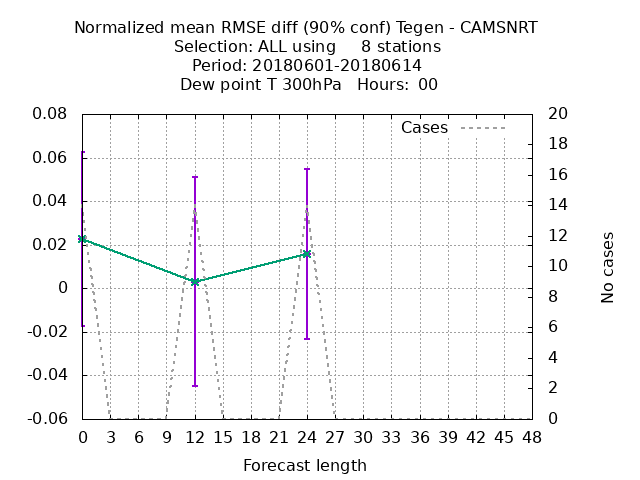 Normalized mean RMSE diff (90% conf) Tegen - CAMSNRT
Selection: ALL using     8 stations
Period: 20180601-20180614
Dew point T 300hPa   Hours:  00
Cases
0.08
0.06
0.04
0.02
0
-0.02
-0.04
-0.06
20
18
16
14
12
10
8
6
4
2
0
No cases
0 3 6 9 12 15 18 21 24 27 30 33 36 39 42 45 48
Forecast length